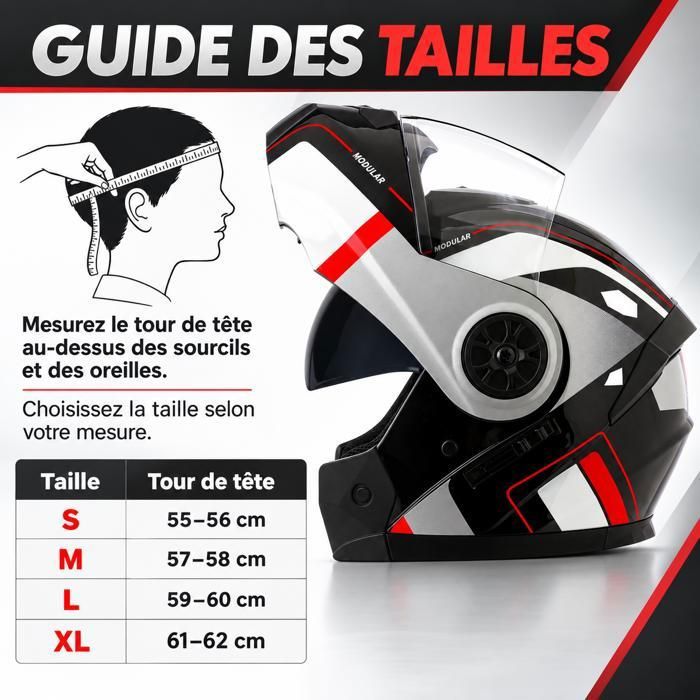 GUIDE DES TAILLES
MODULAR
MODULAR
Mesurez le tour de tête
au-dessus des sourcils
et des oreilles.
Choisissez la taille selon
votre mesure.
Taille Tour de tête
S 55–56 cm
M 57–58 cm
L 59–60 cm
XL 61–62 cm